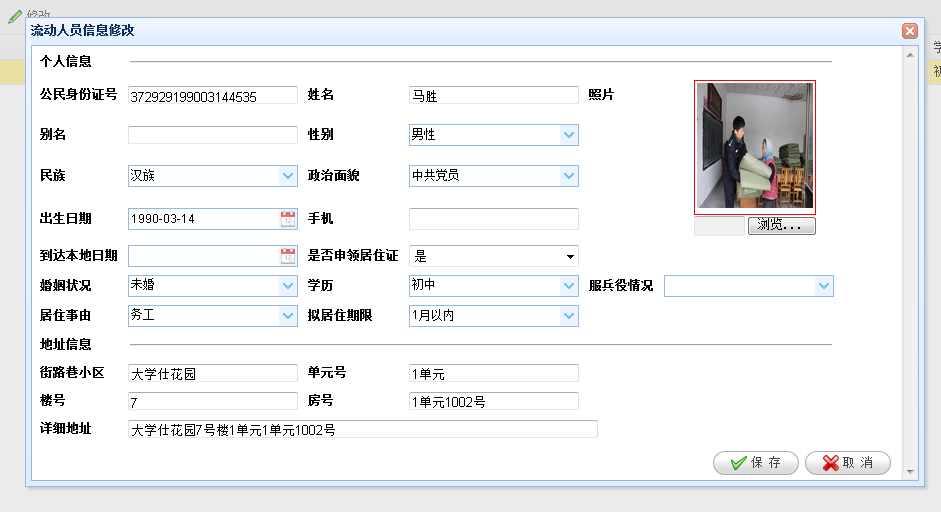 修改
流动人员信息修改
个人信息
公民身份证号 372929199003144535 姓名 马胜 照片
别名 性别 男性
民族 汉族 政治面貌 中共党员
出生日期 1990-03-14 手机
浏览...
到达本地日期 是否申领居住证 是
婚姻状况 未婚 学历 初中 服兵役情况
居住事由 务工 拟居住期限 1月以内
地址信息
街路巷小区 大学仕花园 单元号 1单元
楼号 7 房号 1单元1002号
详细地址 大学仕花园7号楼1单元1单元1002号
保 存 取 消